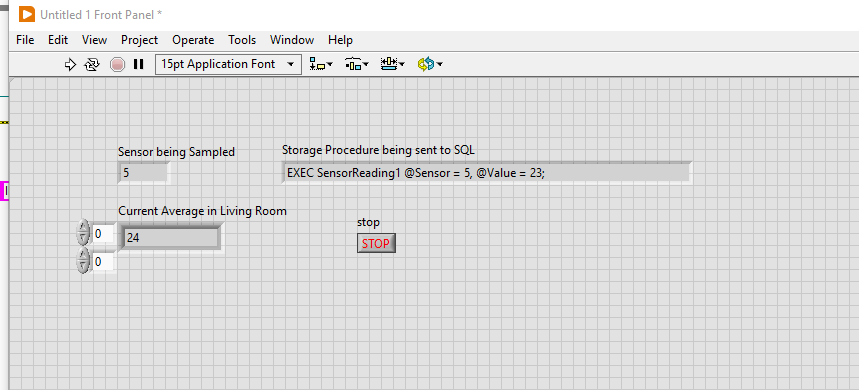 Untitled 1 Front Panel *
File Edit View Project Operate Tools Window Help
15pt Application Font
Sensor being Sampled
Storage Procedure being sent to SQL
5
EXEC SensorReading1 @Sensor = 5, @Value = 23;
Current Average in Living Room
stop
0
24
STOP
0